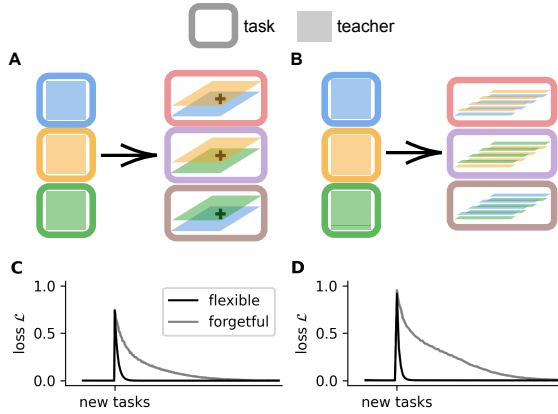 task teacher
A
B
+
+
+
C
1.0
0.5
0.0
loss ℒ
flexible
forgetful
new tasks
D
1.0
0.5
0.0
loss ℒ
new tasks